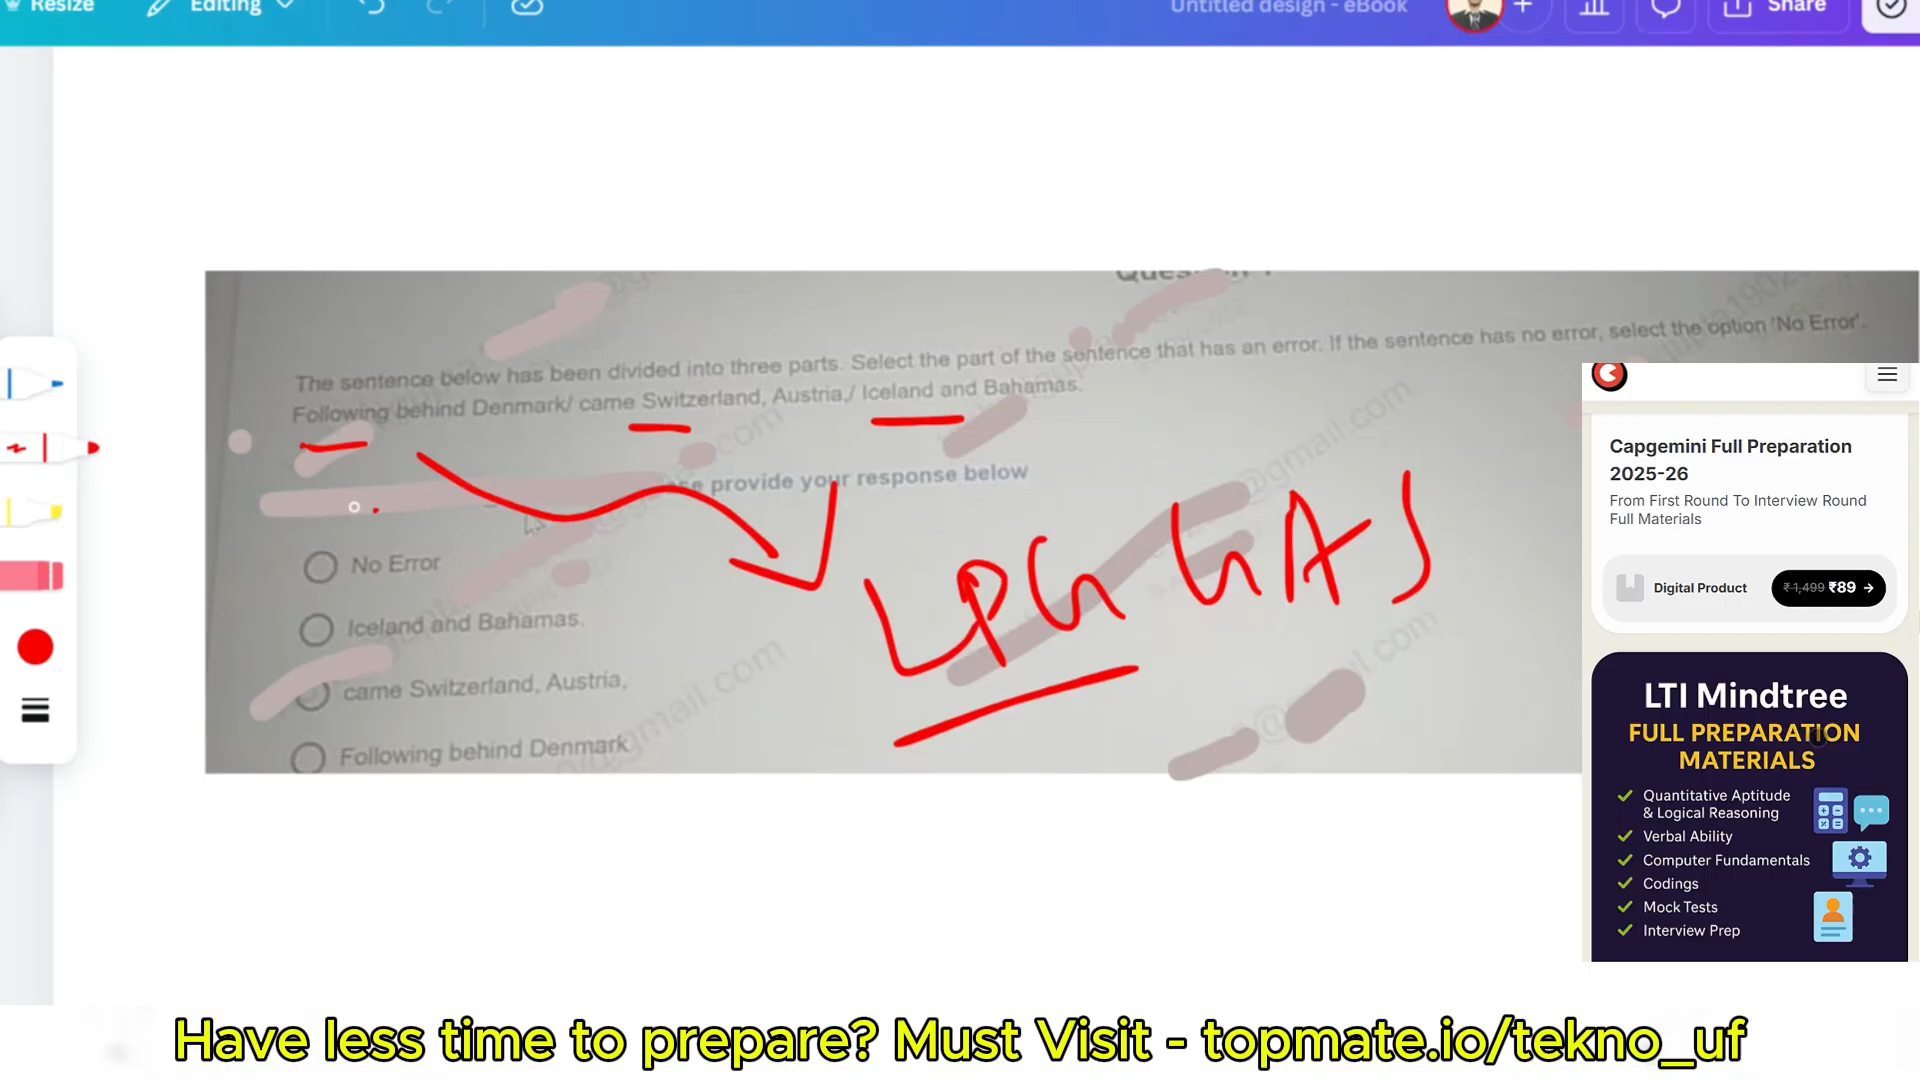 Resize
Editing
Untitled design - eBook
Share
The sentence below has been divided into three parts. Select the part of the sentence that has an error. If the sentence has no error, select the option 'No Error'.
Following behind Denmark/ came Switzerland, Austria,/ Iceland and Bahamas.
provide your response below
No Error
Iceland and Bahamas.
came Switzerland, Austria,
Following behind Denmark
LPG GAS
Capgemini Full Preparation
2025-26
From First Round To Interview Round
Full Materials
Digital Product
₹1,499 ₹89 →
LTI Mindtree
FULL PREPARATION
MATERIALS
Quantitative Aptitude
& Logical Reasoning
Verbal Ability
Computer Fundamentals
Codings
Mock Tests
Interview Prep
Have less time to prepare? Must Visit - topmate.io/tekno_uf